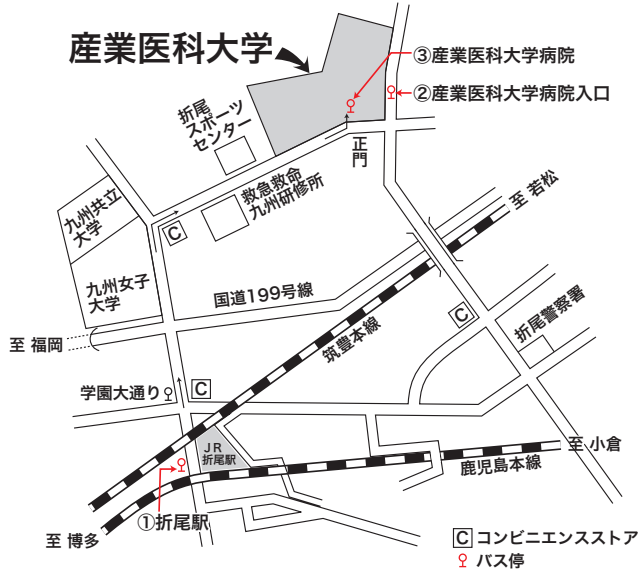 産業医科大学
③産業医科大学病院
②産業医科大学病院入口
折尾
スポーツ
センター
正門
救急救命
九州研修所
至 若松
九州共立
大学
C
九州女子
大学
国道199号線
至 福岡
筑豊本線
C
折尾警察署
学園大通り
C
JR
折尾駅
至 小倉
鹿児島本線
①折尾駅
至 博多
C コンビニエンスストア
バス停